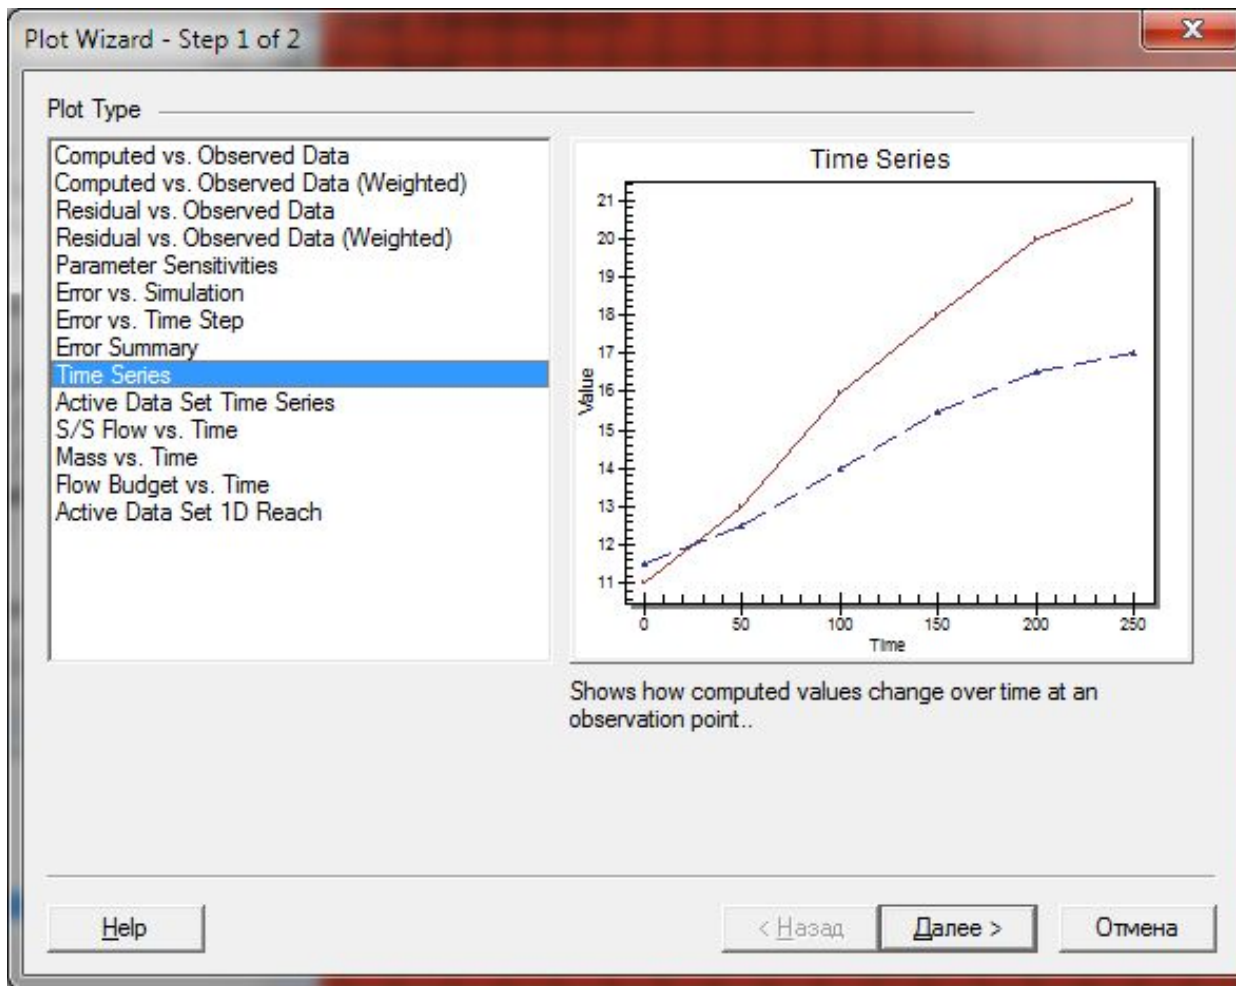 Plot Wizard - Step 1 of 2
x
Plot Type
Computed vs. Observed Data
Computed vs. Observed Data (Weighted)
Residual vs. Observed Data
Residual vs. Observed Data (Weighted)
Parameter Sensitivities
Error vs. Simulation
Error vs. Time Step
Error Summary
Time Series
Active Data Set Time Series
S/S Flow vs. Time
Mass vs. Time
Flow Budget vs. Time
Active Data Set 1D Reach
Time Series
21
20
19
18
17
16
15
14
13
12
11
Value
0 50 100 150 200 250
Time
Shows how computed values change over time at an
observation point..
Help
< Назад
Далее >
Отмена